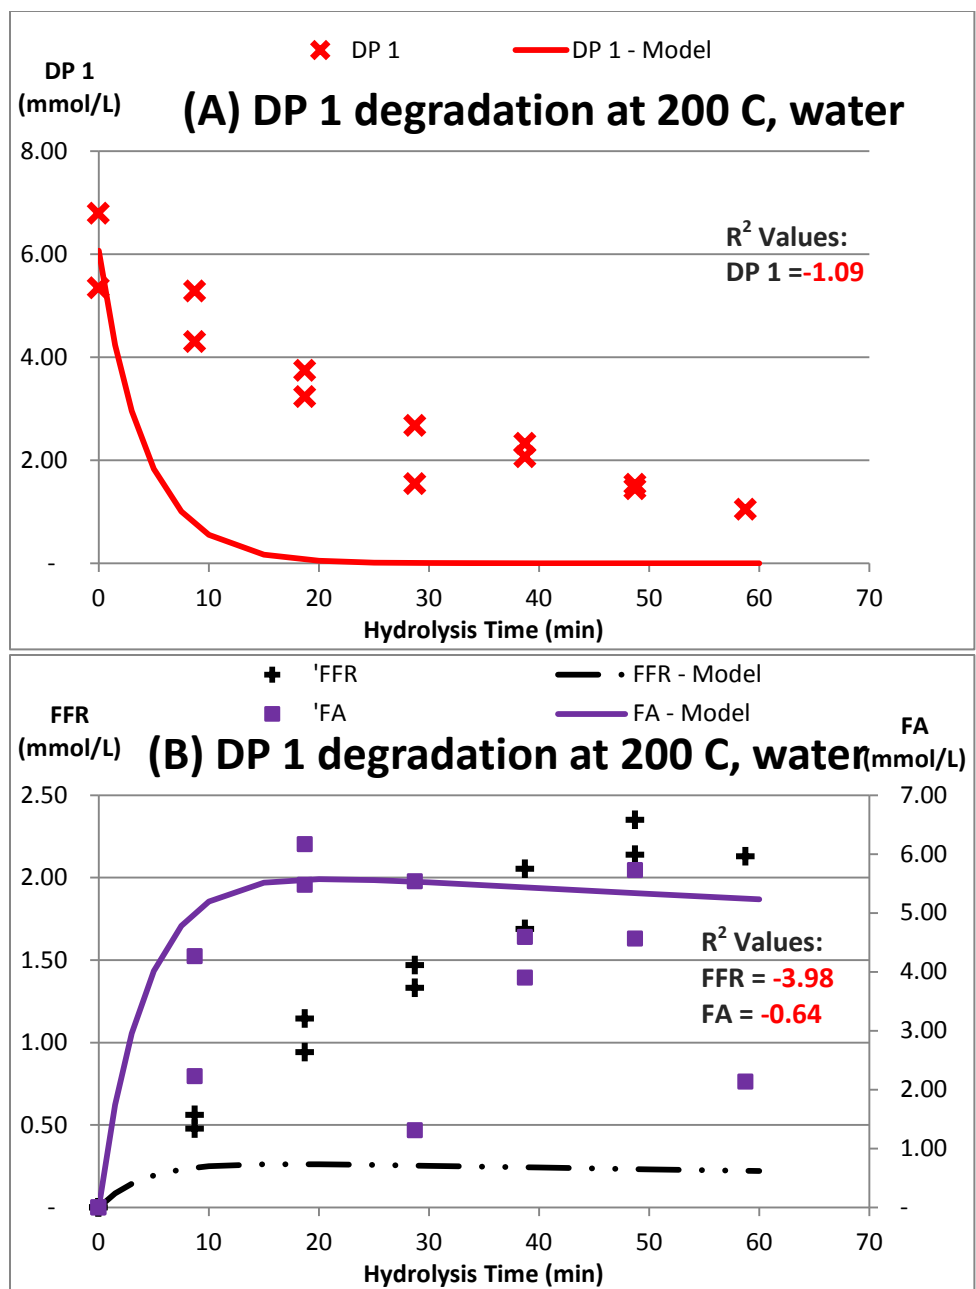 DP 1 DP 1 - Model
DP 1
(mmol/L)
(A) DP 1 degradation at 200 C, water
8.00
6.00
4.00
2.00
-
R² Values:
DP 1 =-1.09
0 10 20 30 40 50 60 70
Hydrolysis Time (min)
'FFR FFR - Model
'FA FA - Model
FFR
(mmol/L)
FA
(mmol/L)
(B) DP 1 degradation at 200 C, water
2.50
2.00
1.50
1.00
0.50
-
7.00
6.00
5.00
4.00
3.00
2.00
1.00
-
R² Values:
FFR = -3.98
FA = -0.64
0 10 20 30 40 50 60 70
Hydrolysis Time (min)